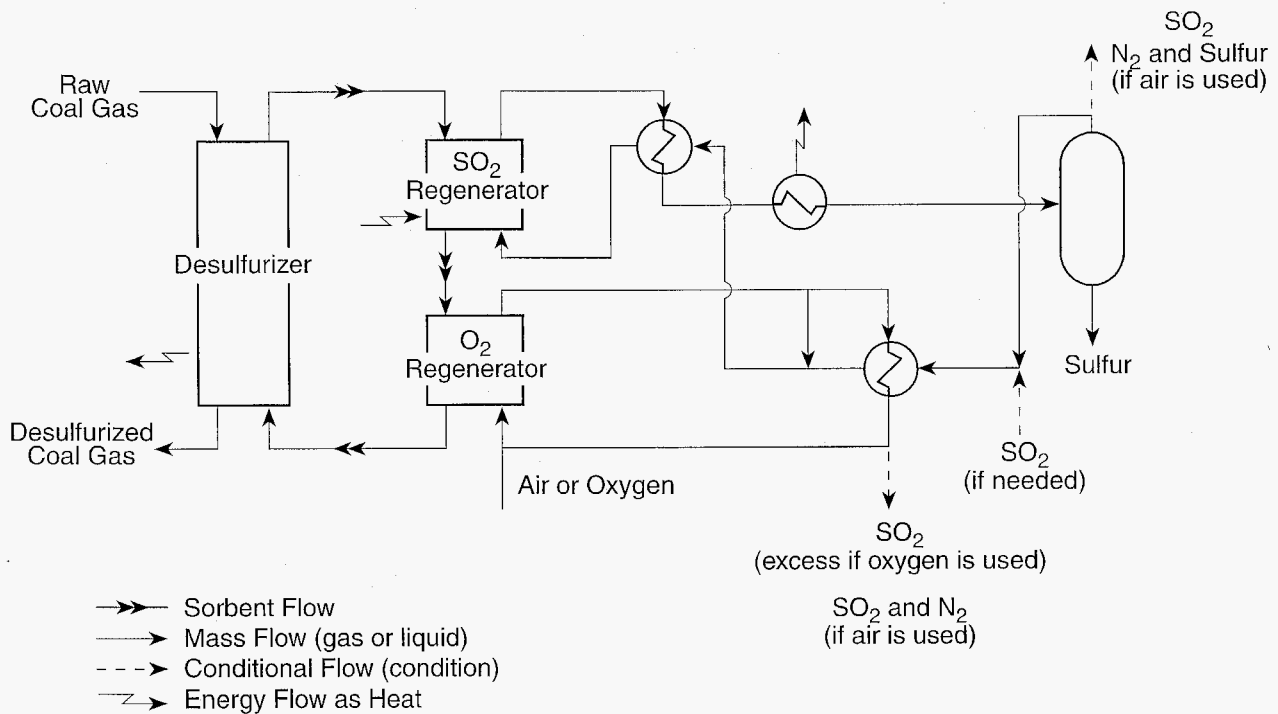 SO2
N2 and Sulfur
(if air is used)
Raw
Coal Gas
SO2
Regenerator
Desulfurizer
O2
Regenerator
Sulfur
Desulfurized
Coal Gas
Air or Oxygen
SO2
(if needed)
SO2
(excess if oxygen is used)
SO2 and N2
(if air is used)
Sorbent Flow
Mass Flow (gas or liquid)
Conditional Flow (condition)
Energy Flow as Heat